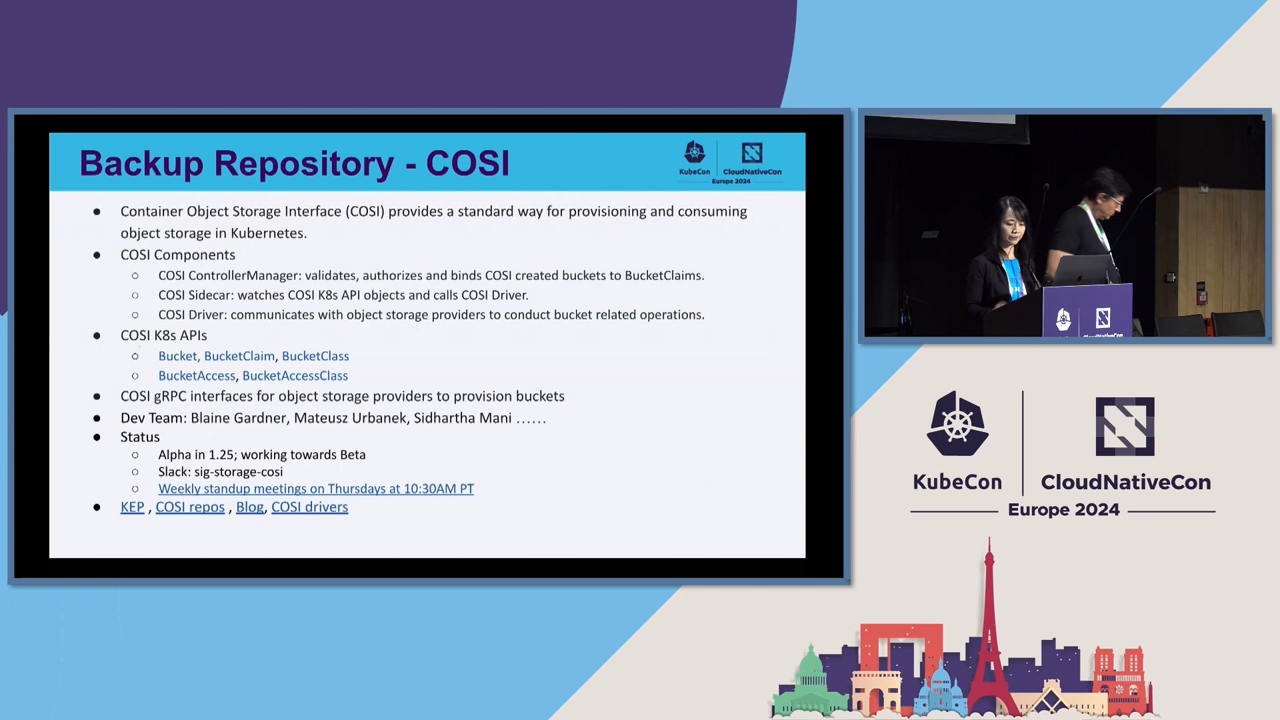 Backup Repository - COSI
KubeCon
CloudNativeCon
Europe 2024
● Container Object Storage Interface (COSI) provides a standard way for provisioning and consuming
object storage in Kubernetes.
● COSI Components
○ COSI ControllerManager: validates, authorizes and binds COSI created buckets to BucketClaims.
○ COSI Sidecar: watches COSI K8s API objects and calls COSI Driver.
○ COSI Driver: communicates with object storage providers to conduct bucket related operations.
● COSI K8s APIs
○ Bucket, BucketClaim, BucketClass
○ BucketAccess, BucketAccessClass
● COSI gRPC interfaces for object storage providers to provision buckets
● Dev Team: Blaine Gardner, Mateusz Urbanek, Sidhartha Mani ……
● Status
○ Alpha in 1.25; working towards Beta
○ Slack: sig-storage-cosi
○ Weekly standup meetings on Thursdays at 10:30AM PT
● KEP , COSI repos , Blog, COSI drivers
KubeCon
CloudNativeCon
Europe 2024